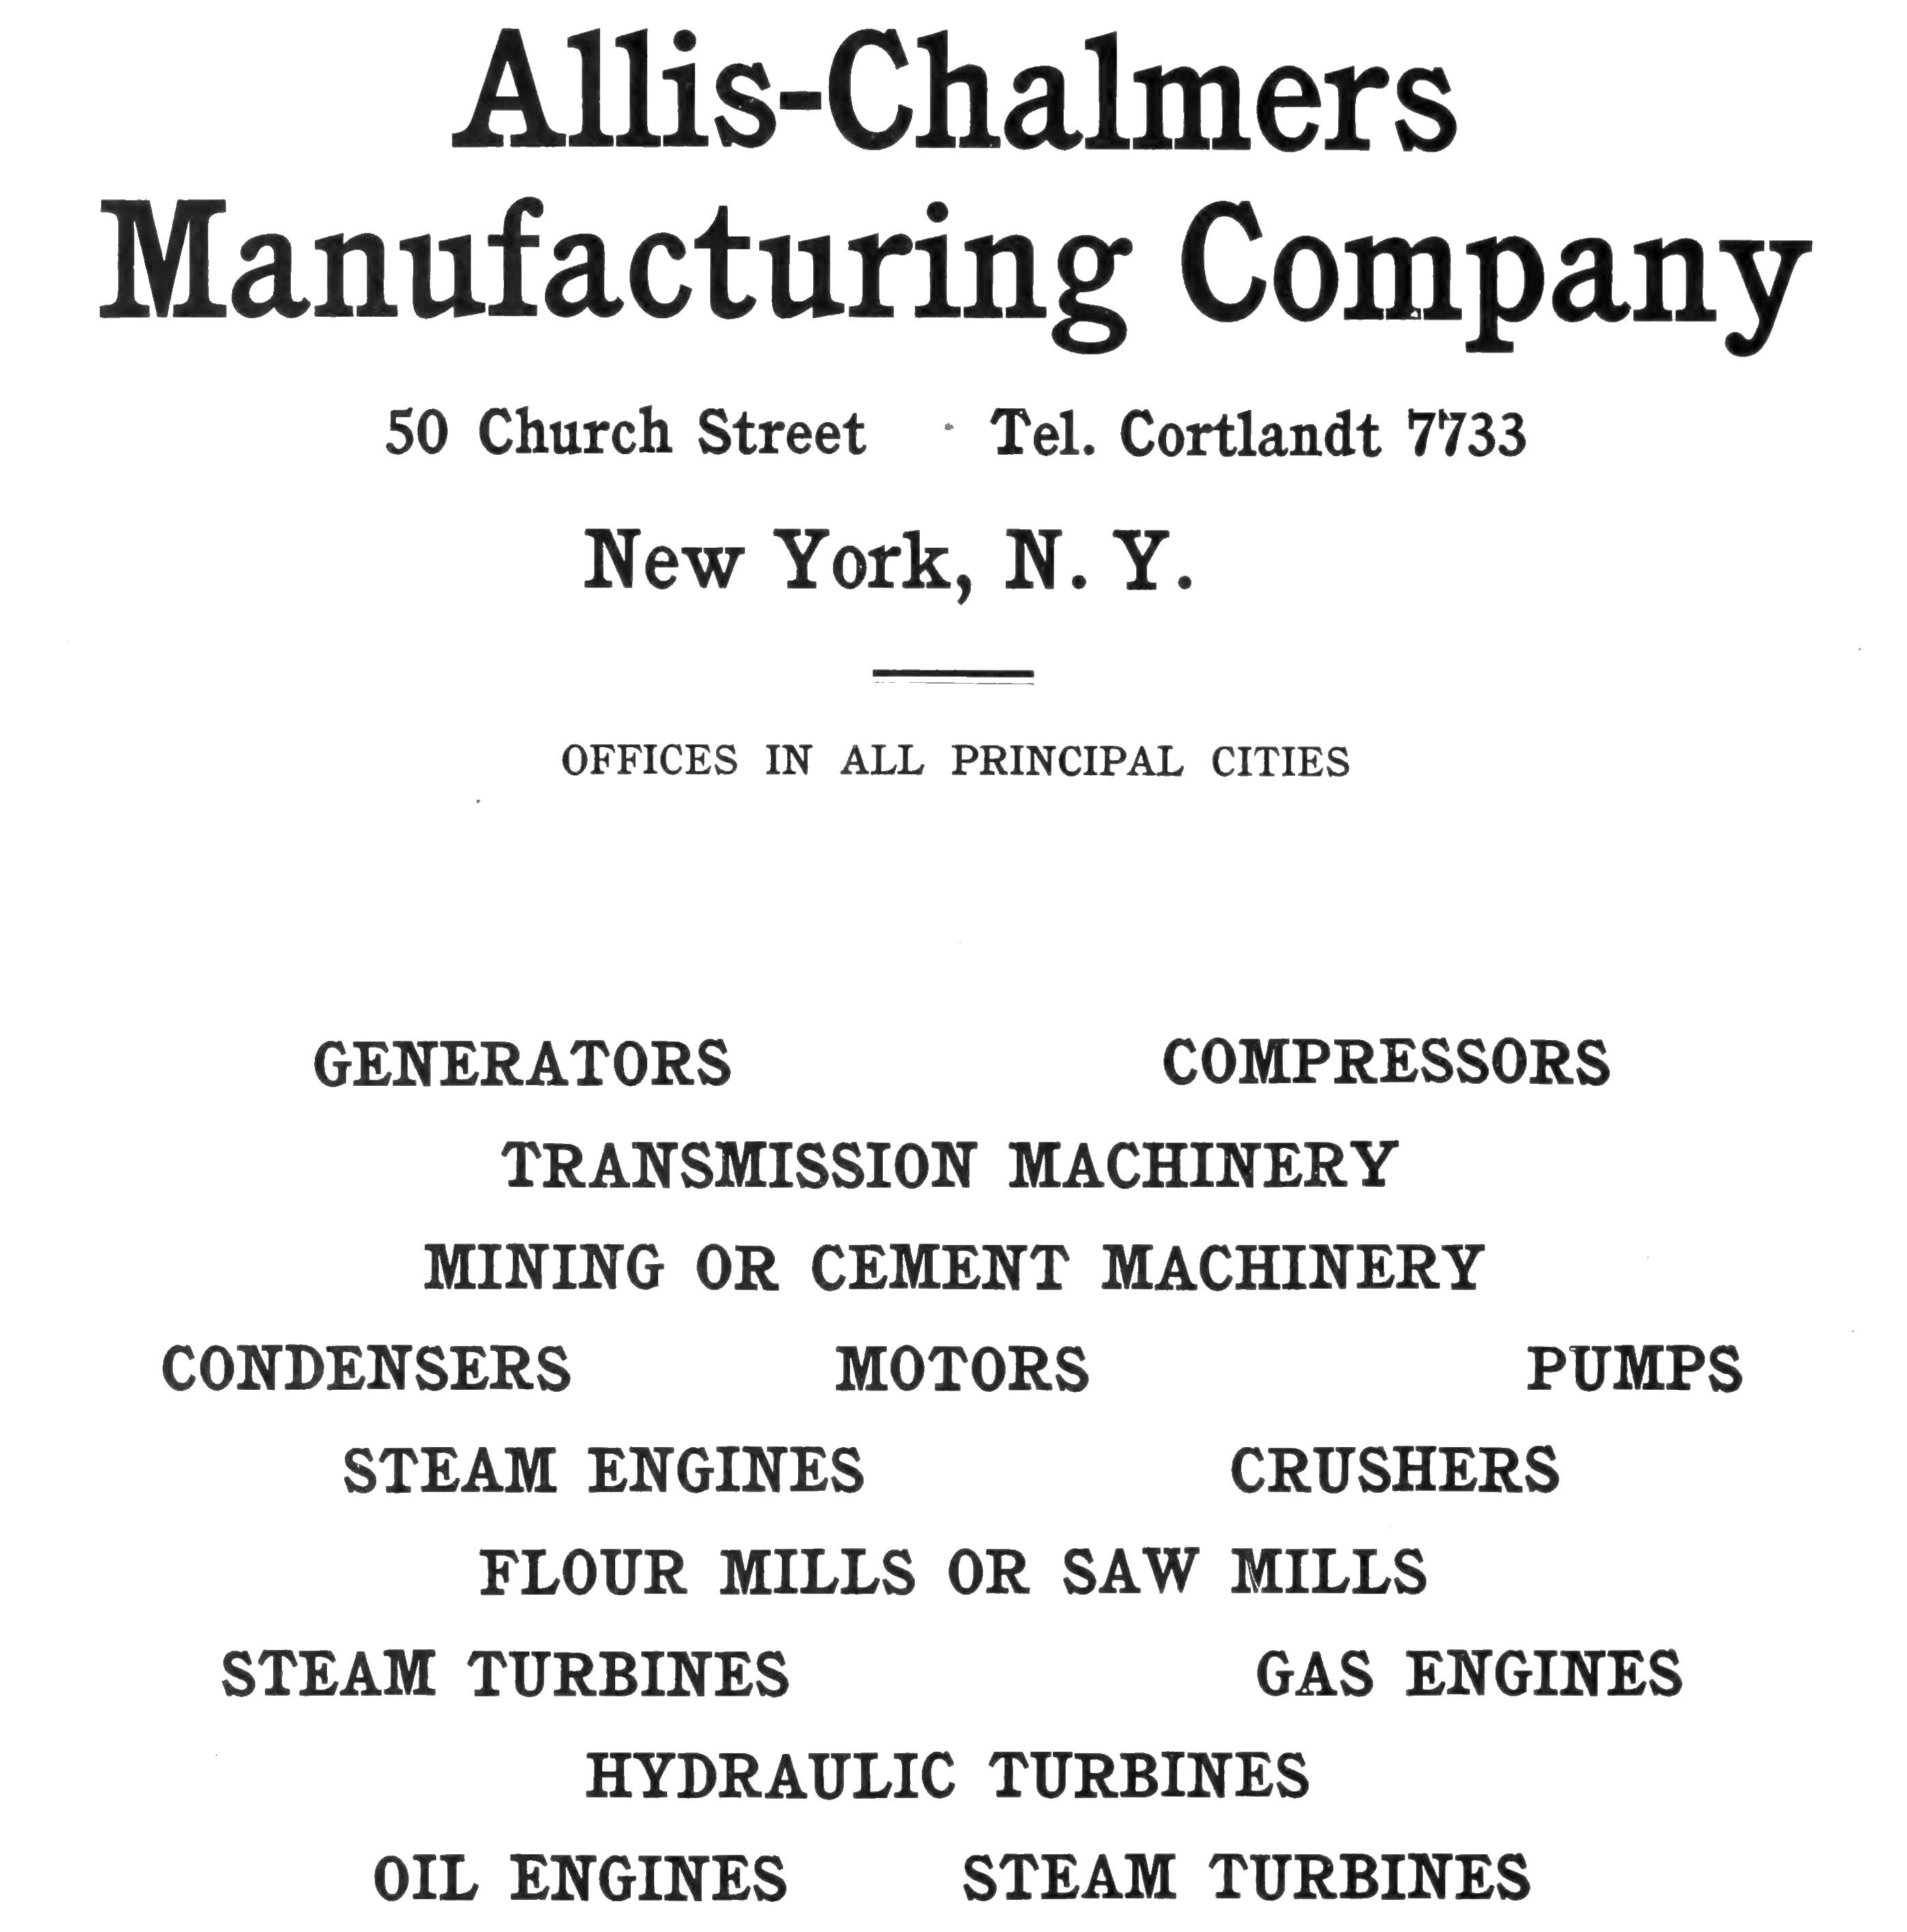 Allis-Chalmers
Manufacturing Company
50 Church Street Tel. Cortlandt 7733
New York, N. Y.
OFFICES IN ALL PRINCIPAL CITIES
GENERATORS COMPRESSORS
TRANSMISSION MACHINERY
MINING OR CEMENT MACHINERY
CONDENSERS MOTORS PUMPS
STEAM ENGINES CRUSHERS
FLOUR MILLS OR SAW MILLS
STEAM TURBINES GAS ENGINES
HYDRAULIC TURBINES
OIL ENGINES STEAM TURBINES